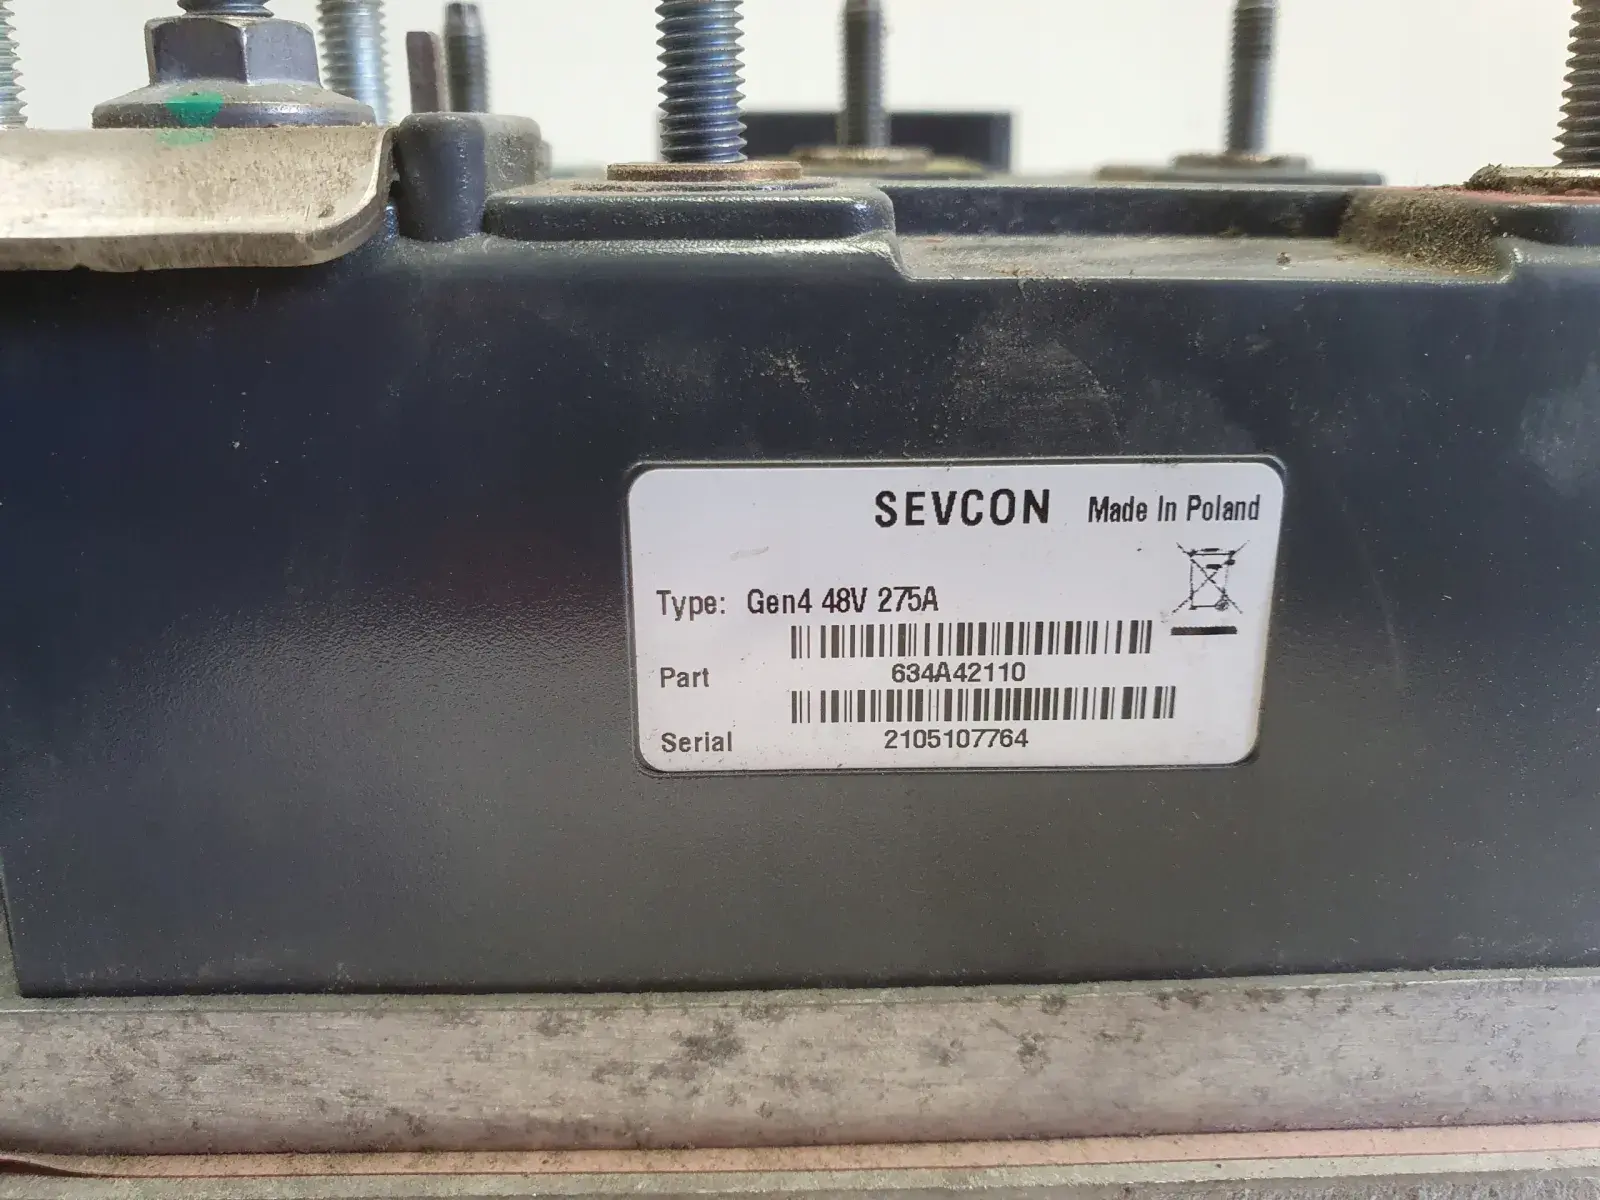 SEVCON Made In Poland
Type: Gen4 48V 275A
Part 634A42110
Serial 2105107764